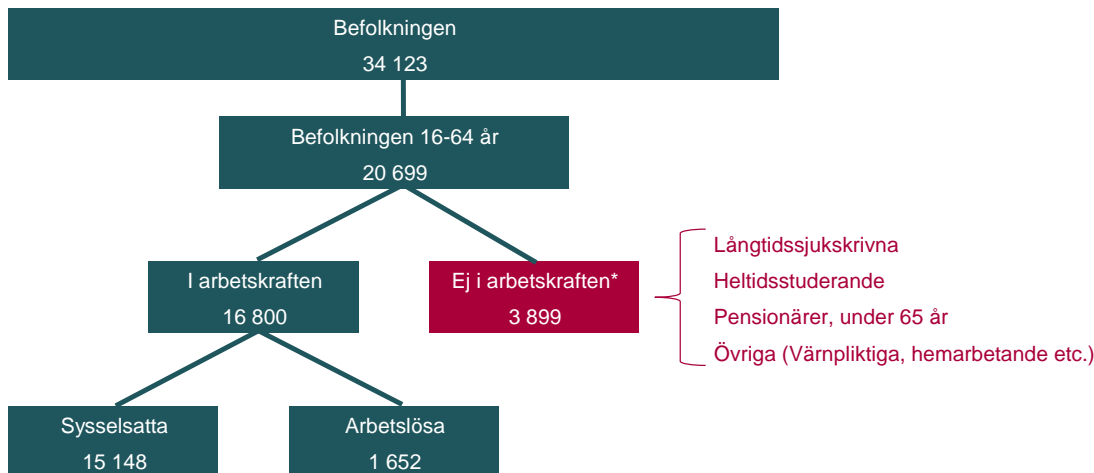 Befolkningen
34 123
Befolkningen 16-64 år
20 699
I arbetskraften
16 800
Ej i arbetskraften*
3 899
Långtidssjukskrivna
Heltidsstuderande
Pensionärer, under 65 år
Övriga (Värnpliktiga, hemarbetande etc.)
Sysselsatta
15 148
Arbetslösa
1 652